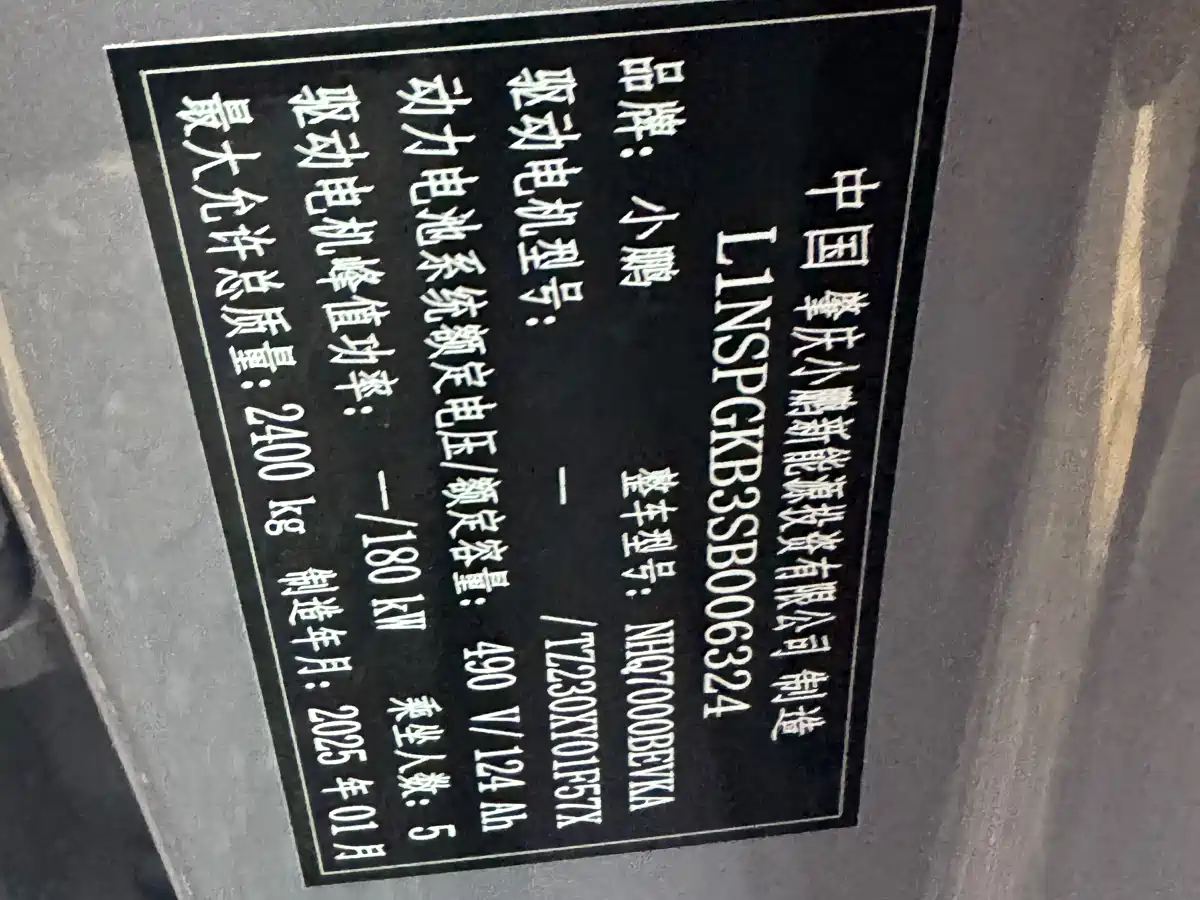 中国 肇庆小鹏新能源投资有限公司 制造
L1NSPGKB3SB006324
品牌: 小鹏 整车型号: NHQ7000BEVKA
驱动电机型号: — /TZ230XY01F57X
动力电池系统额定电压/额定容量: 490 V/124 Ah
驱动电机峰值功率: —/180 kW 乘坐人数: 5
最大允许总质量: 2400 kg 制造年月: 2025 年 01 月